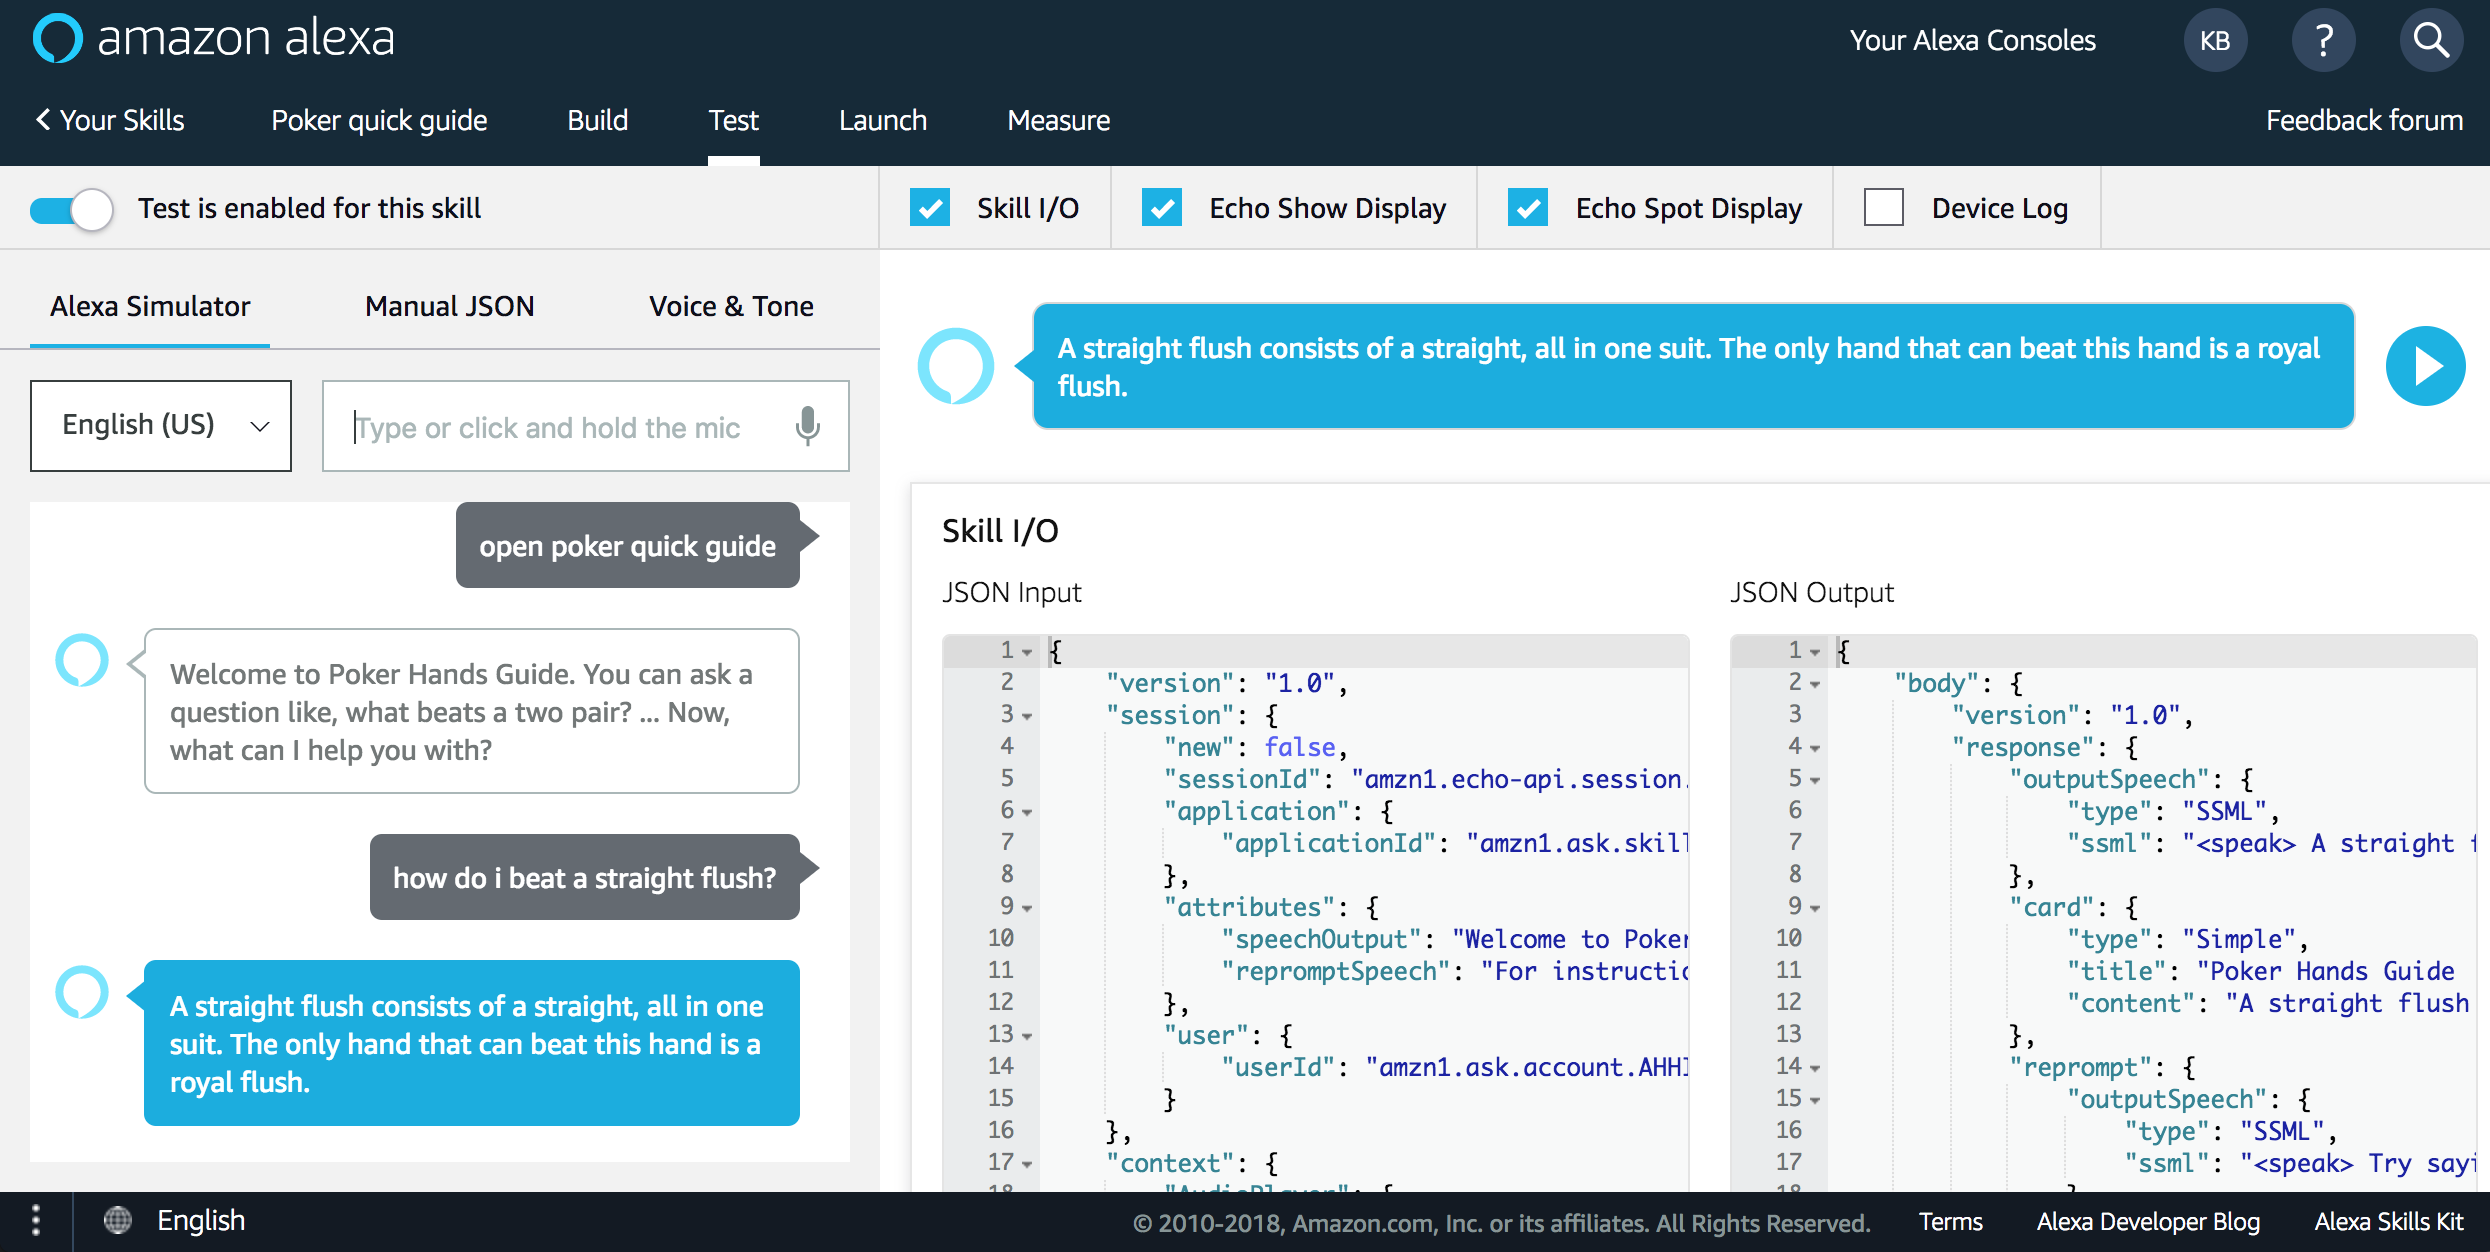 amazon alexa
Your Alexa Consoles
KB
?
Your Skills
Poker quick guide
Build
Test
Launch
Measure
Feedback forum
Test is enabled for this skill
Skill I/O
Echo Show Display
Echo Spot Display
Device Log
Alexa Simulator
Manual JSON
Voice & Tone
English (US)
Type or click and hold the mic
open poker quick guide
Welcome to Poker Hands Guide. You can ask a
question like, what beats a two pair? ... Now,
what can I help you with?
how do i beat a straight flush?
A straight flush consists of a straight, all in one
suit. The only hand that can beat this hand is a
royal flush.
A straight flush consists of a straight, all in one suit. The only hand that can beat this hand is a royal
flush.
Skill I/O
JSON Input
1 {
2 "version": "1.0",
3 "session": {
4 "new": false,
5 "sessionId": "amzn1.echo-api.session.
6 "application": {
7 "applicationId": "amzn1.ask.skill
8 },
9 "attributes": {
10 "speechOutput": "Welcome to Poker
11 "repromptSpeech": "For instructio
12 },
13 "user": {
14 "userId": "amzn1.ask.account.AHHI
15 }
16 },
17 "context": {
18 "AudioPlayer": {
JSON Output
1 {
2 "body": {
3 "version": "1.0",
4 "response": {
5 "outputSpeech": {
6 "type": "SSML",
7 "ssml": "<speak> A straight f
8 },
9 "card": {
10 "type": "Simple",
11 "title": "Poker Hands Guide
12 "content": "A straight flush
13 },
14 "reprompt": {
15 "outputSpeech": {
16 "type": "SSML",
17 "ssml": "<speak> Try sayi
18 }
English
© 2010-2018, Amazon.com, Inc. or its affiliates. All Rights Reserved.
Terms
Alexa Developer Blog
Alexa Skills Kit